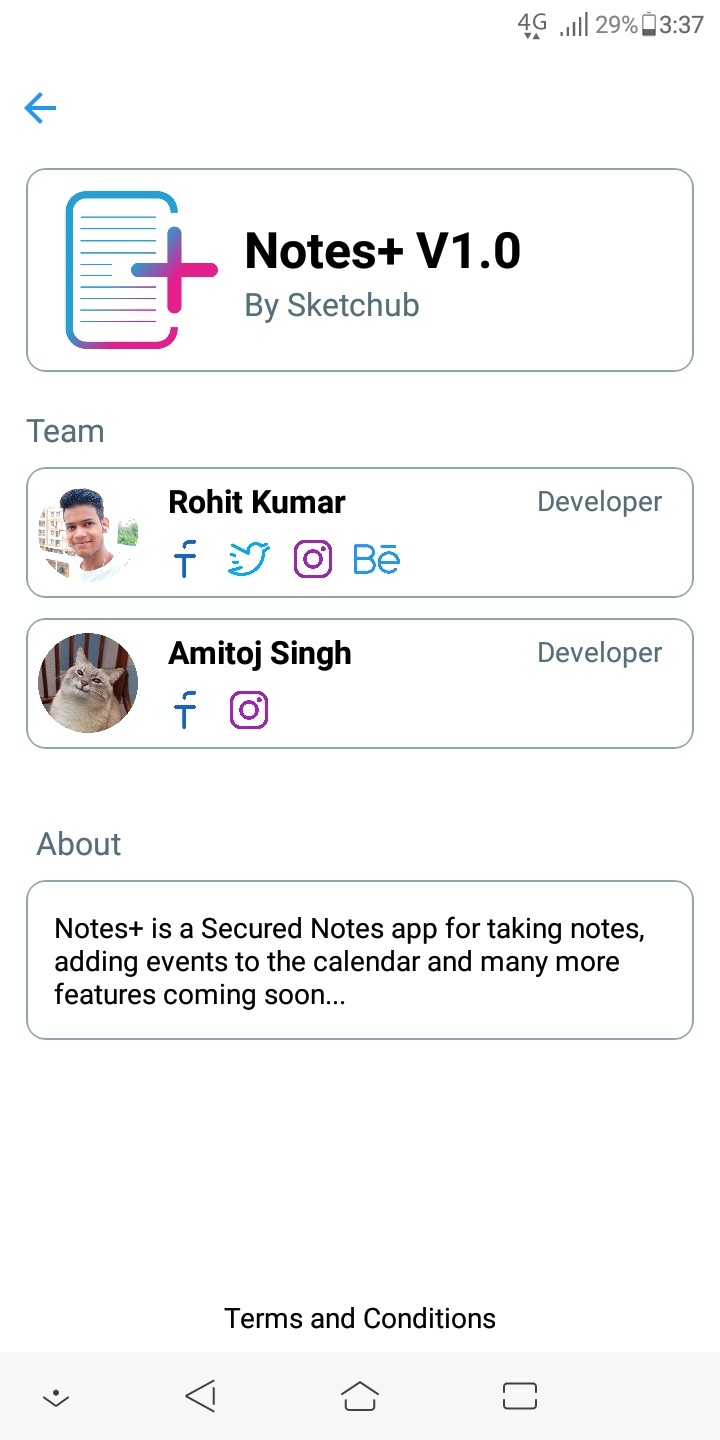 4G 29% 3:37
Notes+ V1.0
By Sketchub
Team
Rohit Kumar
Developer
Bē
Amitoj Singh
Developer
About
Notes+ is a Secured Notes app for taking notes,
adding events to the calendar and many more
features coming soon...
Terms and Conditions